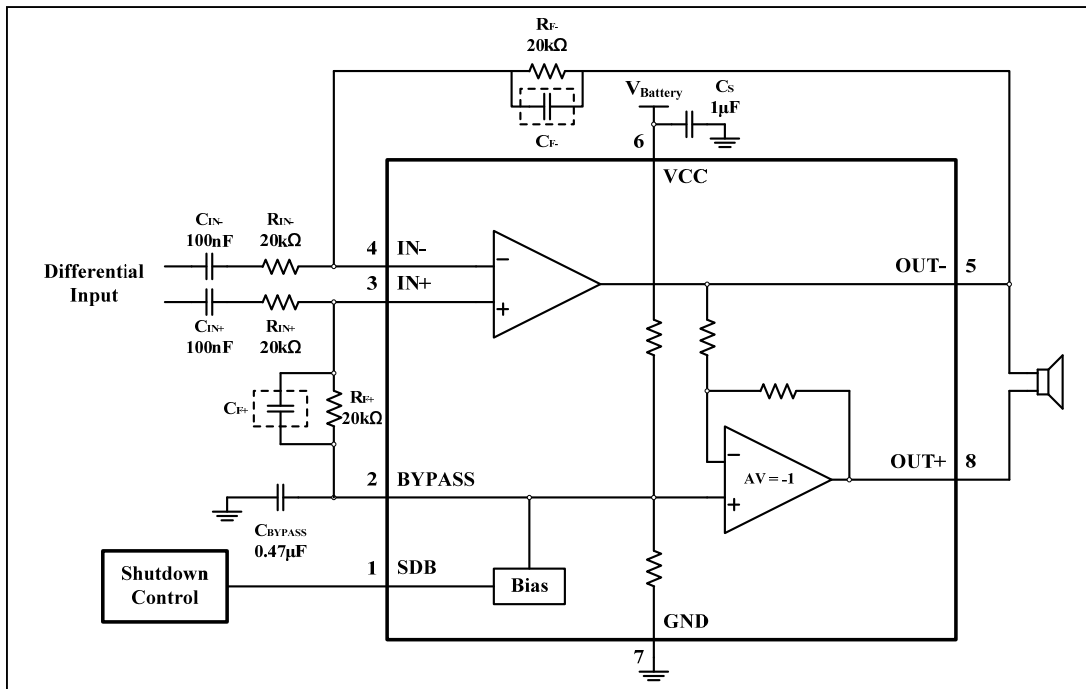 RF-
20kΩ
CF-
VBattery
CS
1µF
6
VCC
CIN-
100nF
RIN-
20kΩ
4
IN-
Differential
Input
3
IN+
CIN+
100nF
RIN+
20kΩ
−
+
OUT-
5
CF+
RF+
20kΩ
2
BYPASS
CBYPASS
0.47µF
−
+
AV = -1
OUT+
8
Shutdown
Control
1
SDB
Bias
GND
7